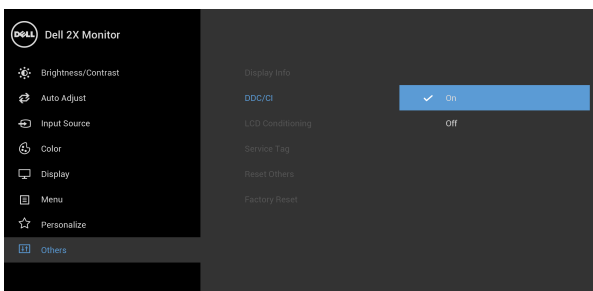 DELL Dell 2X Monitor
Brightness/Contrast
Display Info
Auto Adjust
DDC/CI
On
Input Source
LCD Conditioning
Off
Color
Service Tag
Display
Reset Others
Menu
Factory Reset
Personalize
Others